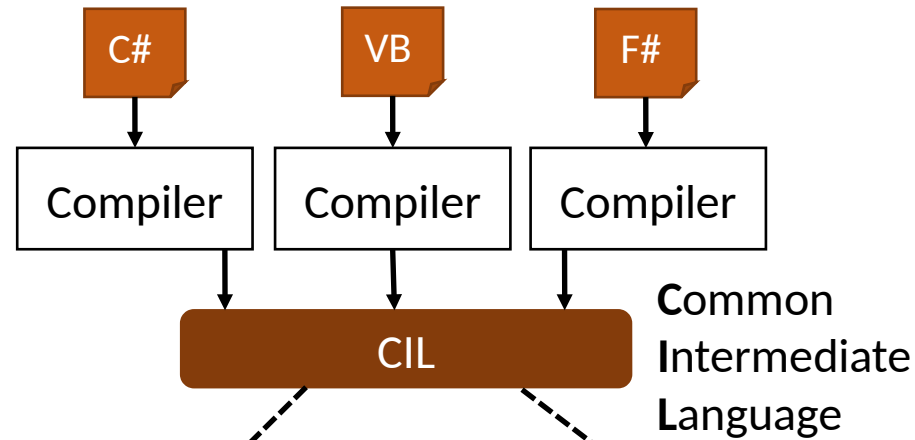 C#
VB
F#
Compiler
Compiler
Compiler
CIL
Common
Intermediate
Language